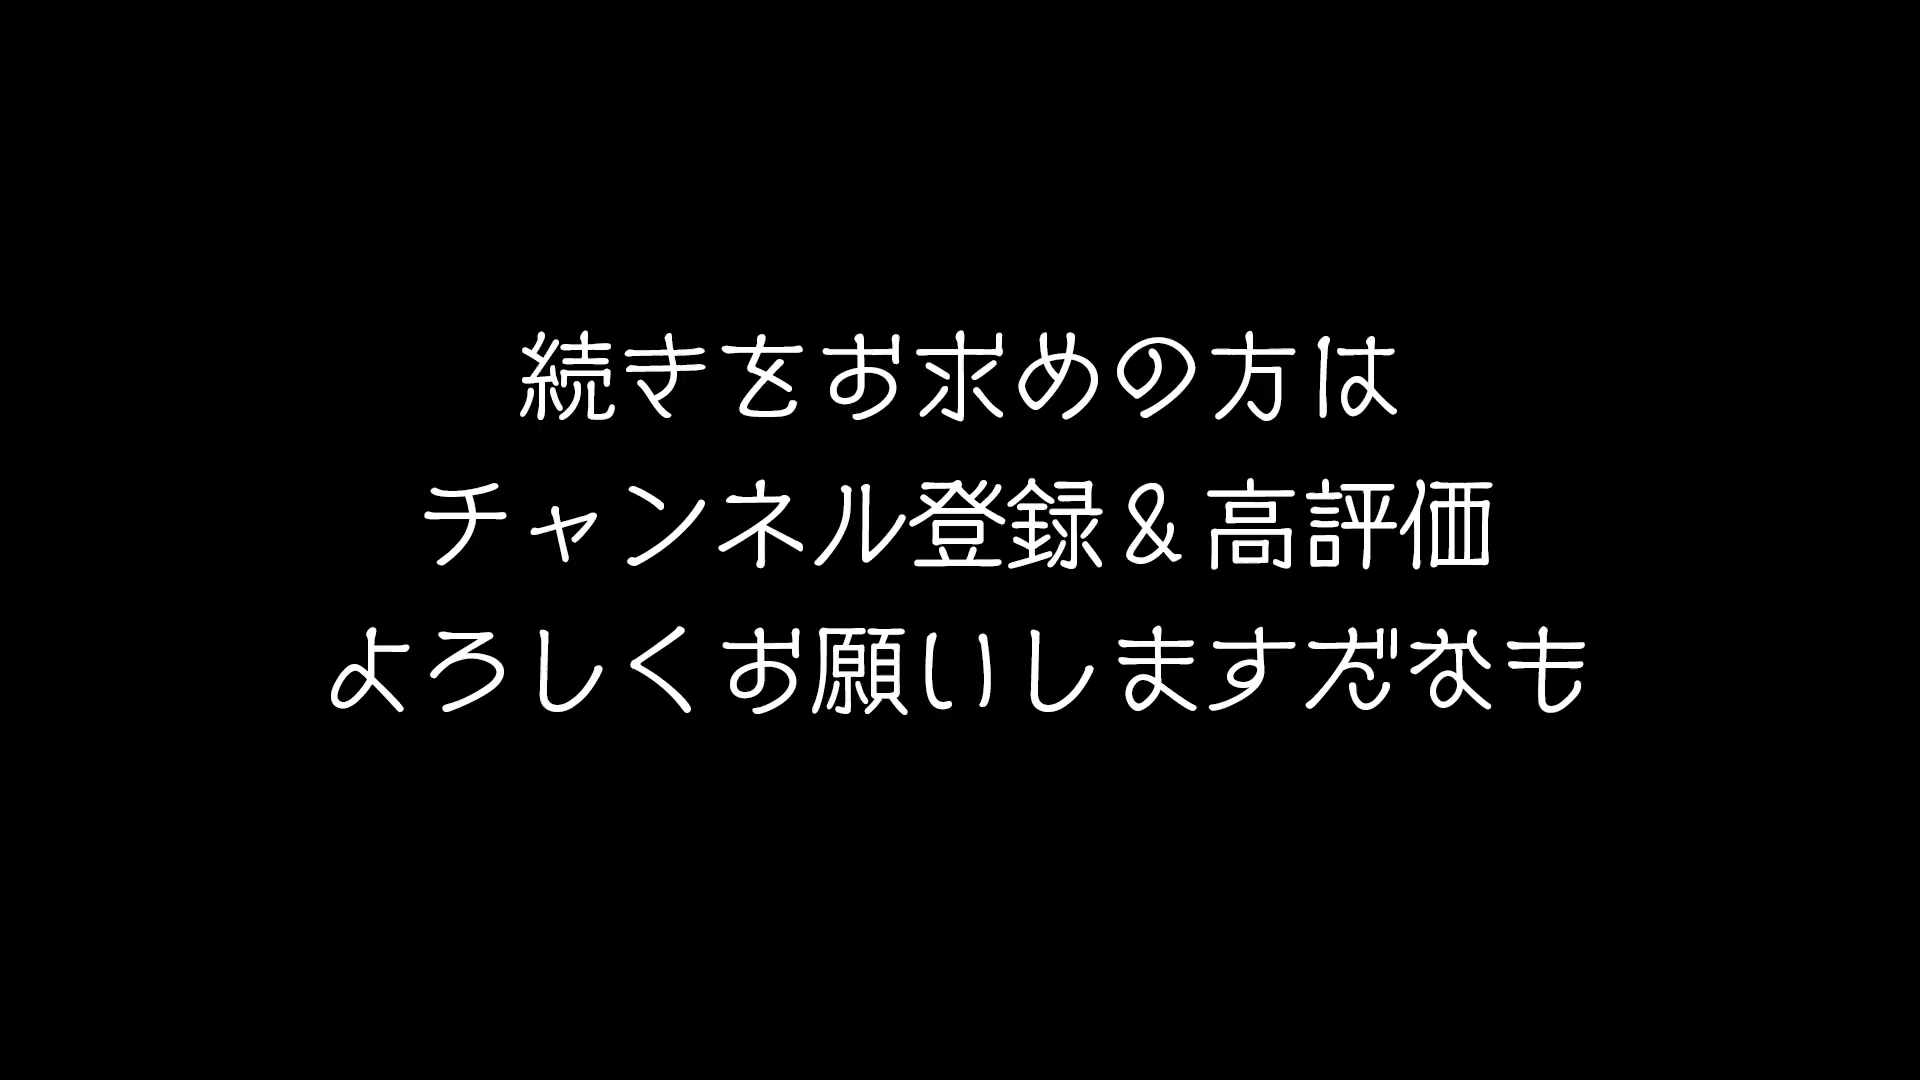 続きをお求めの方は
チャンネル登録＆高評価
よろしくお願いしますだなも